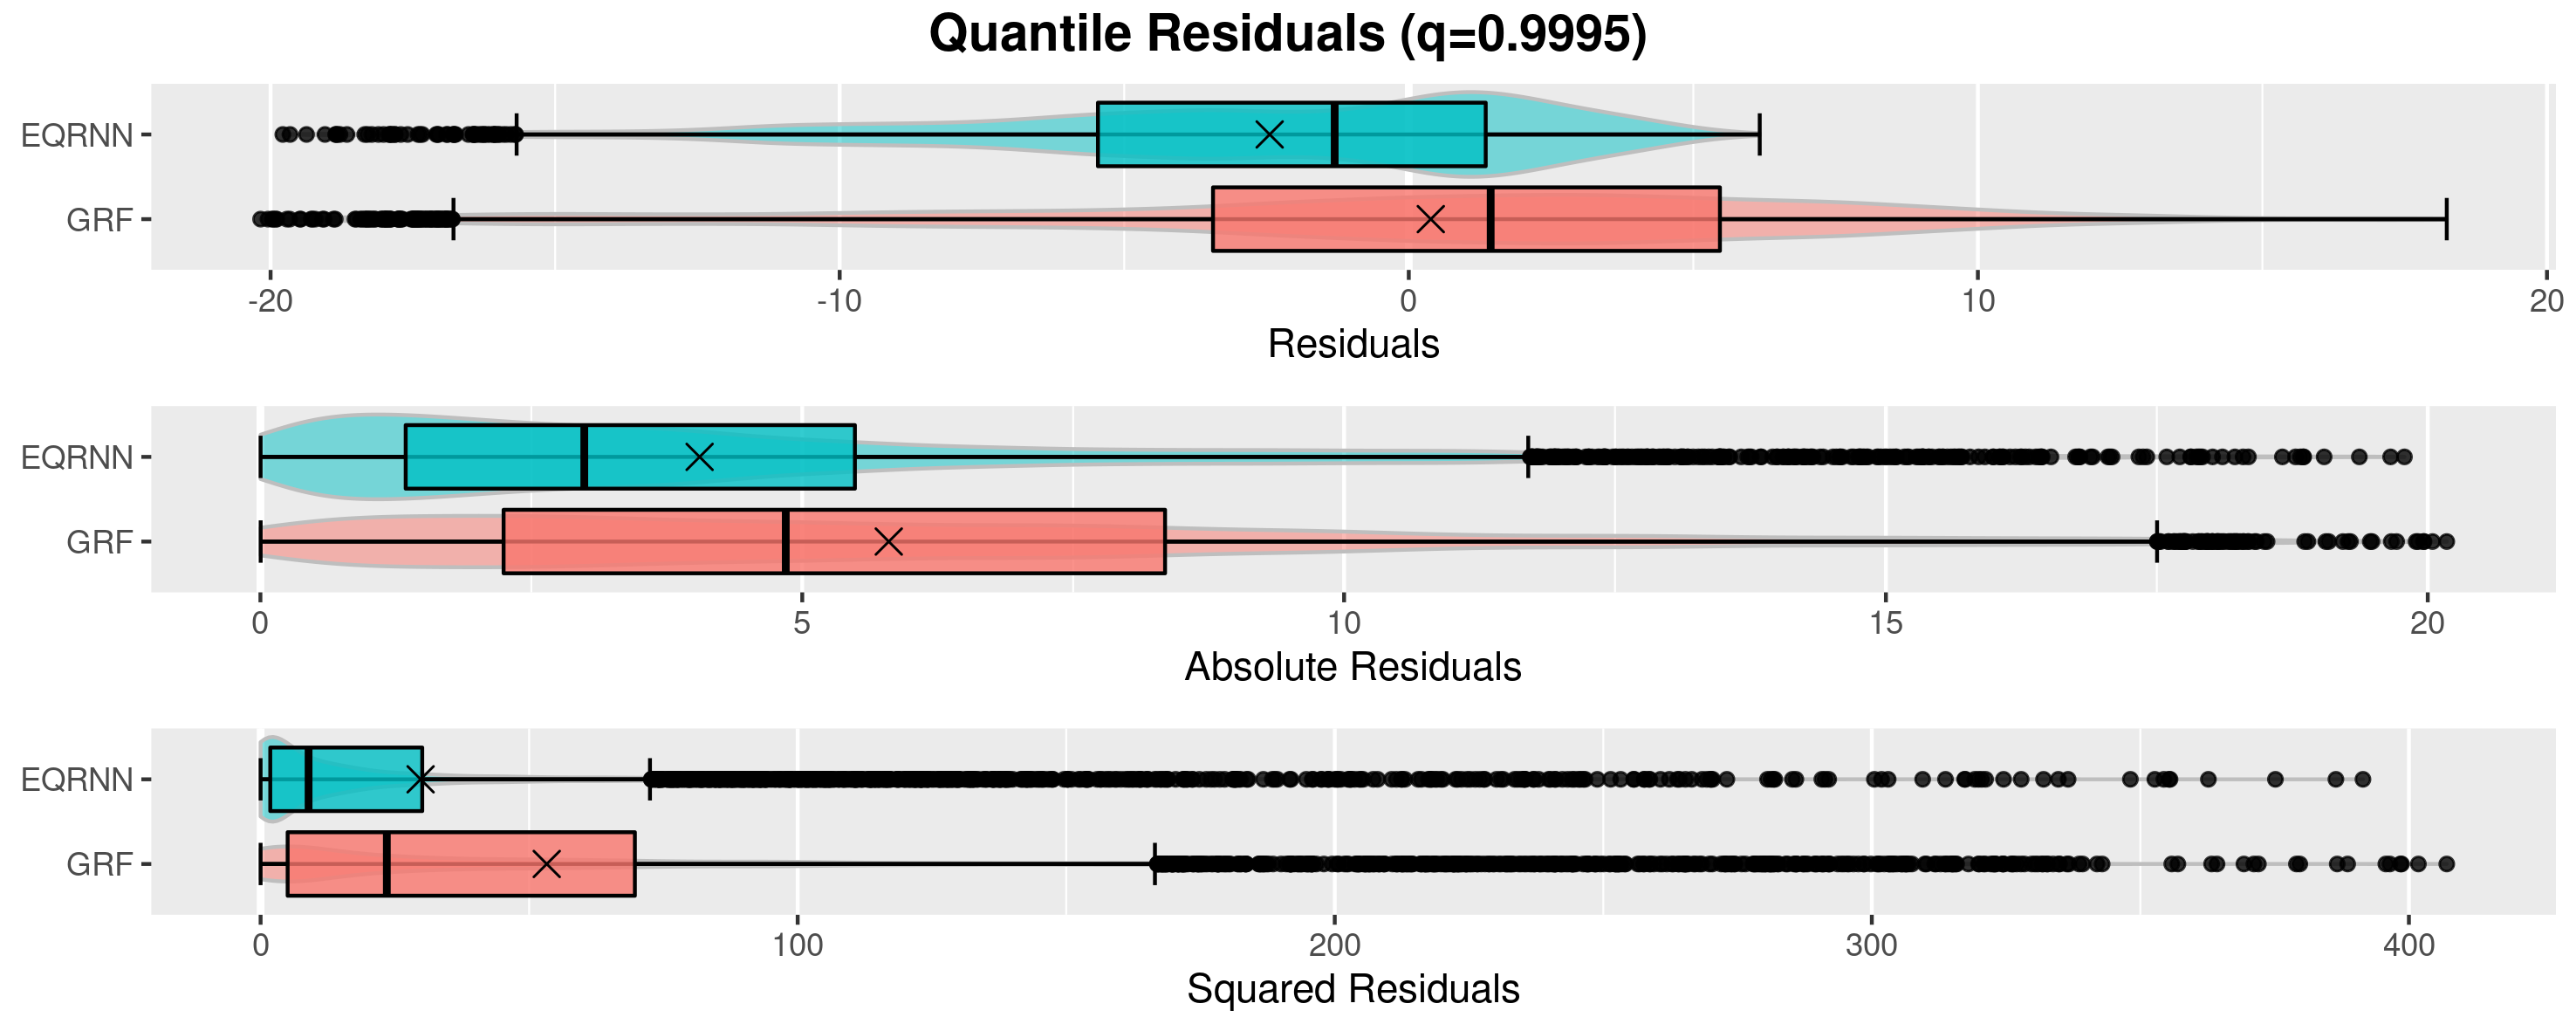 Quantile Residuals (q=0.9995)
EQRNN
GRF
-20 -10 0 10 20
Residuals
EQRNN
GRF
0 5 10 15 20
Absolute Residuals
EQRNN
GRF
0 100 200 300 400
Squared Residuals